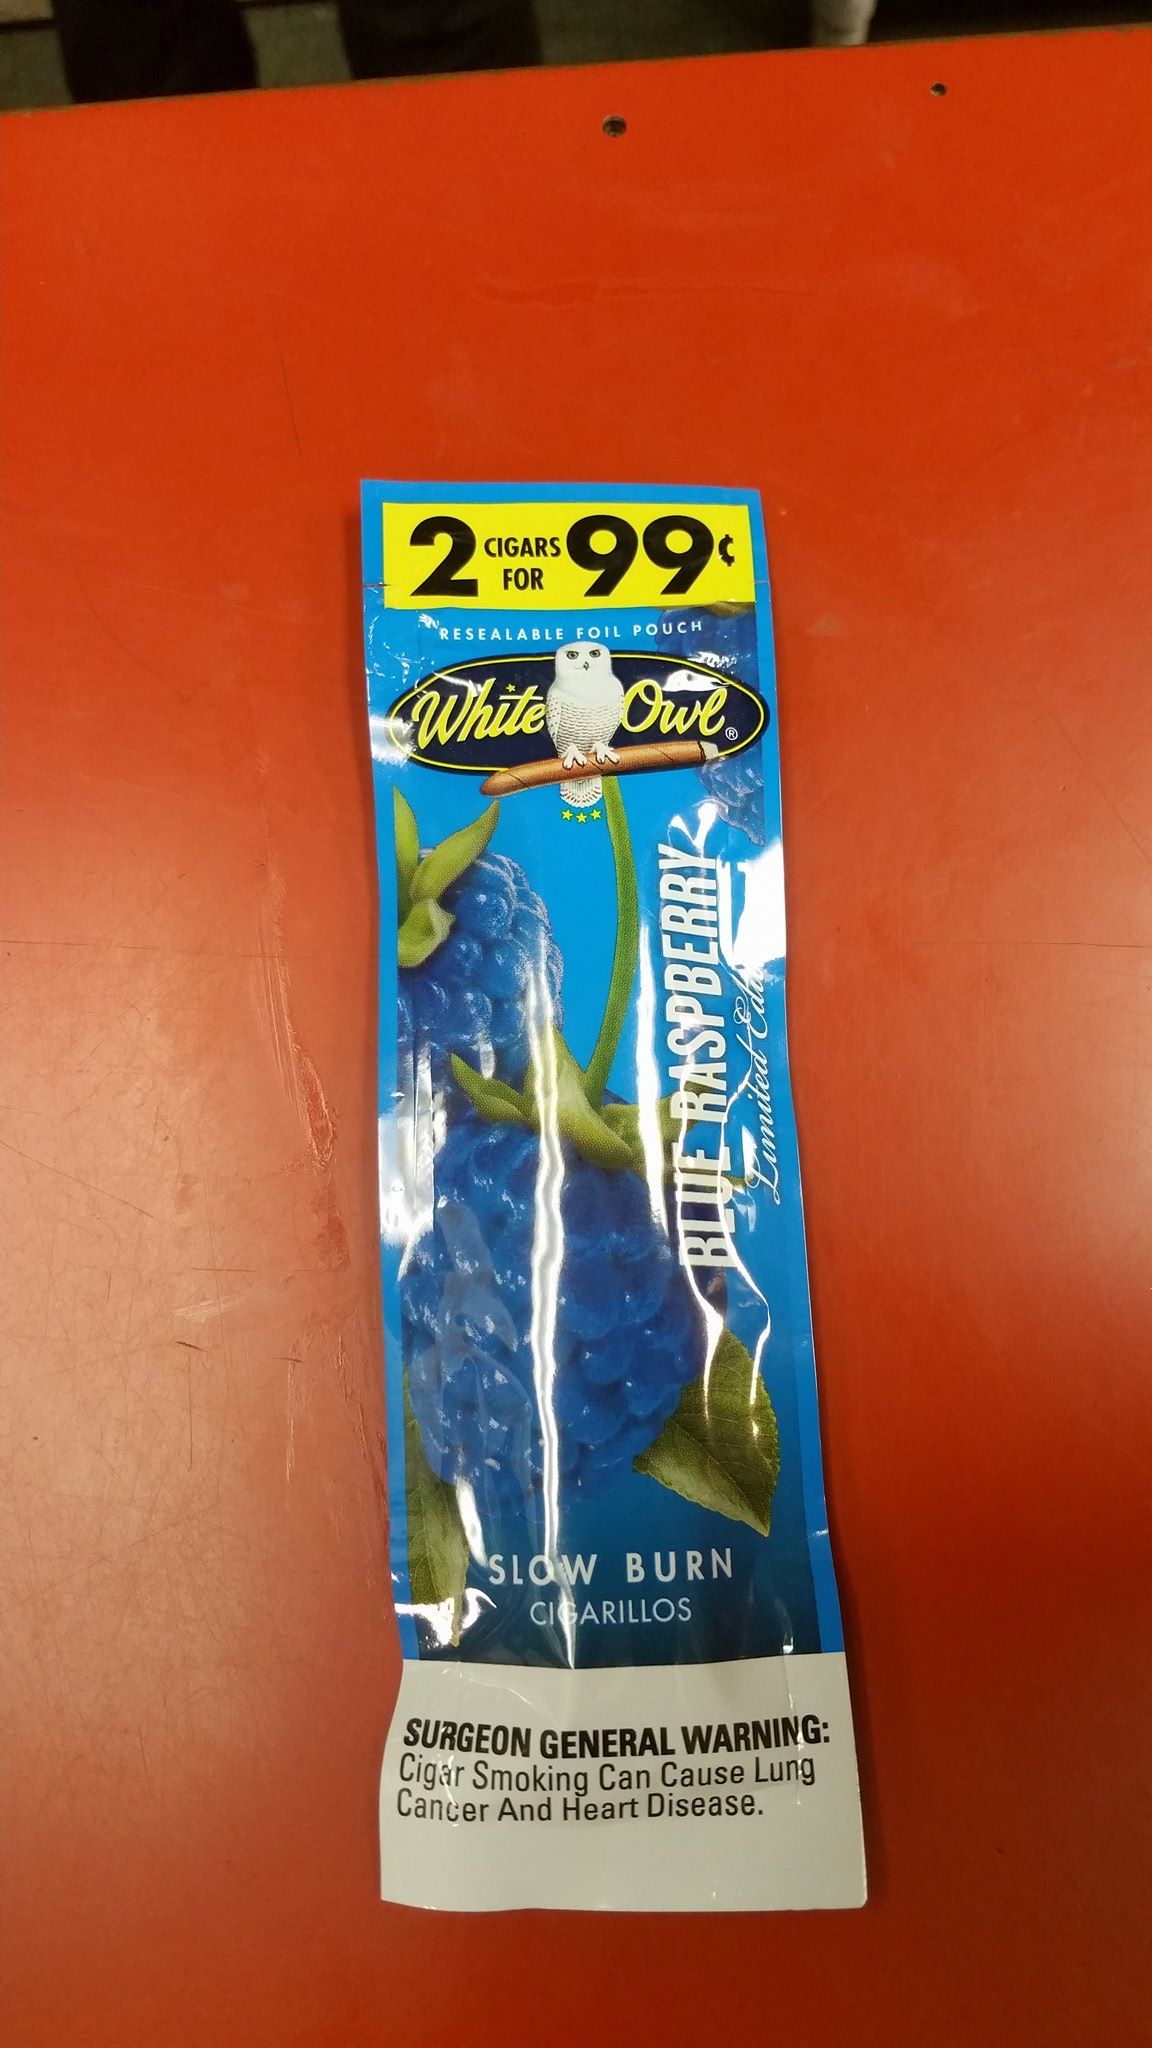 2 CIGARS FOR 99¢
RESEALABLE FOIL POUCH
White Owl®
BLUE RASPBERRY
Limited
SLOW BURN
CIGARILLOS
SURGEON GENERAL WARNING:
Cigar Smoking Can Cause Lung
Cancer And Heart Disease.